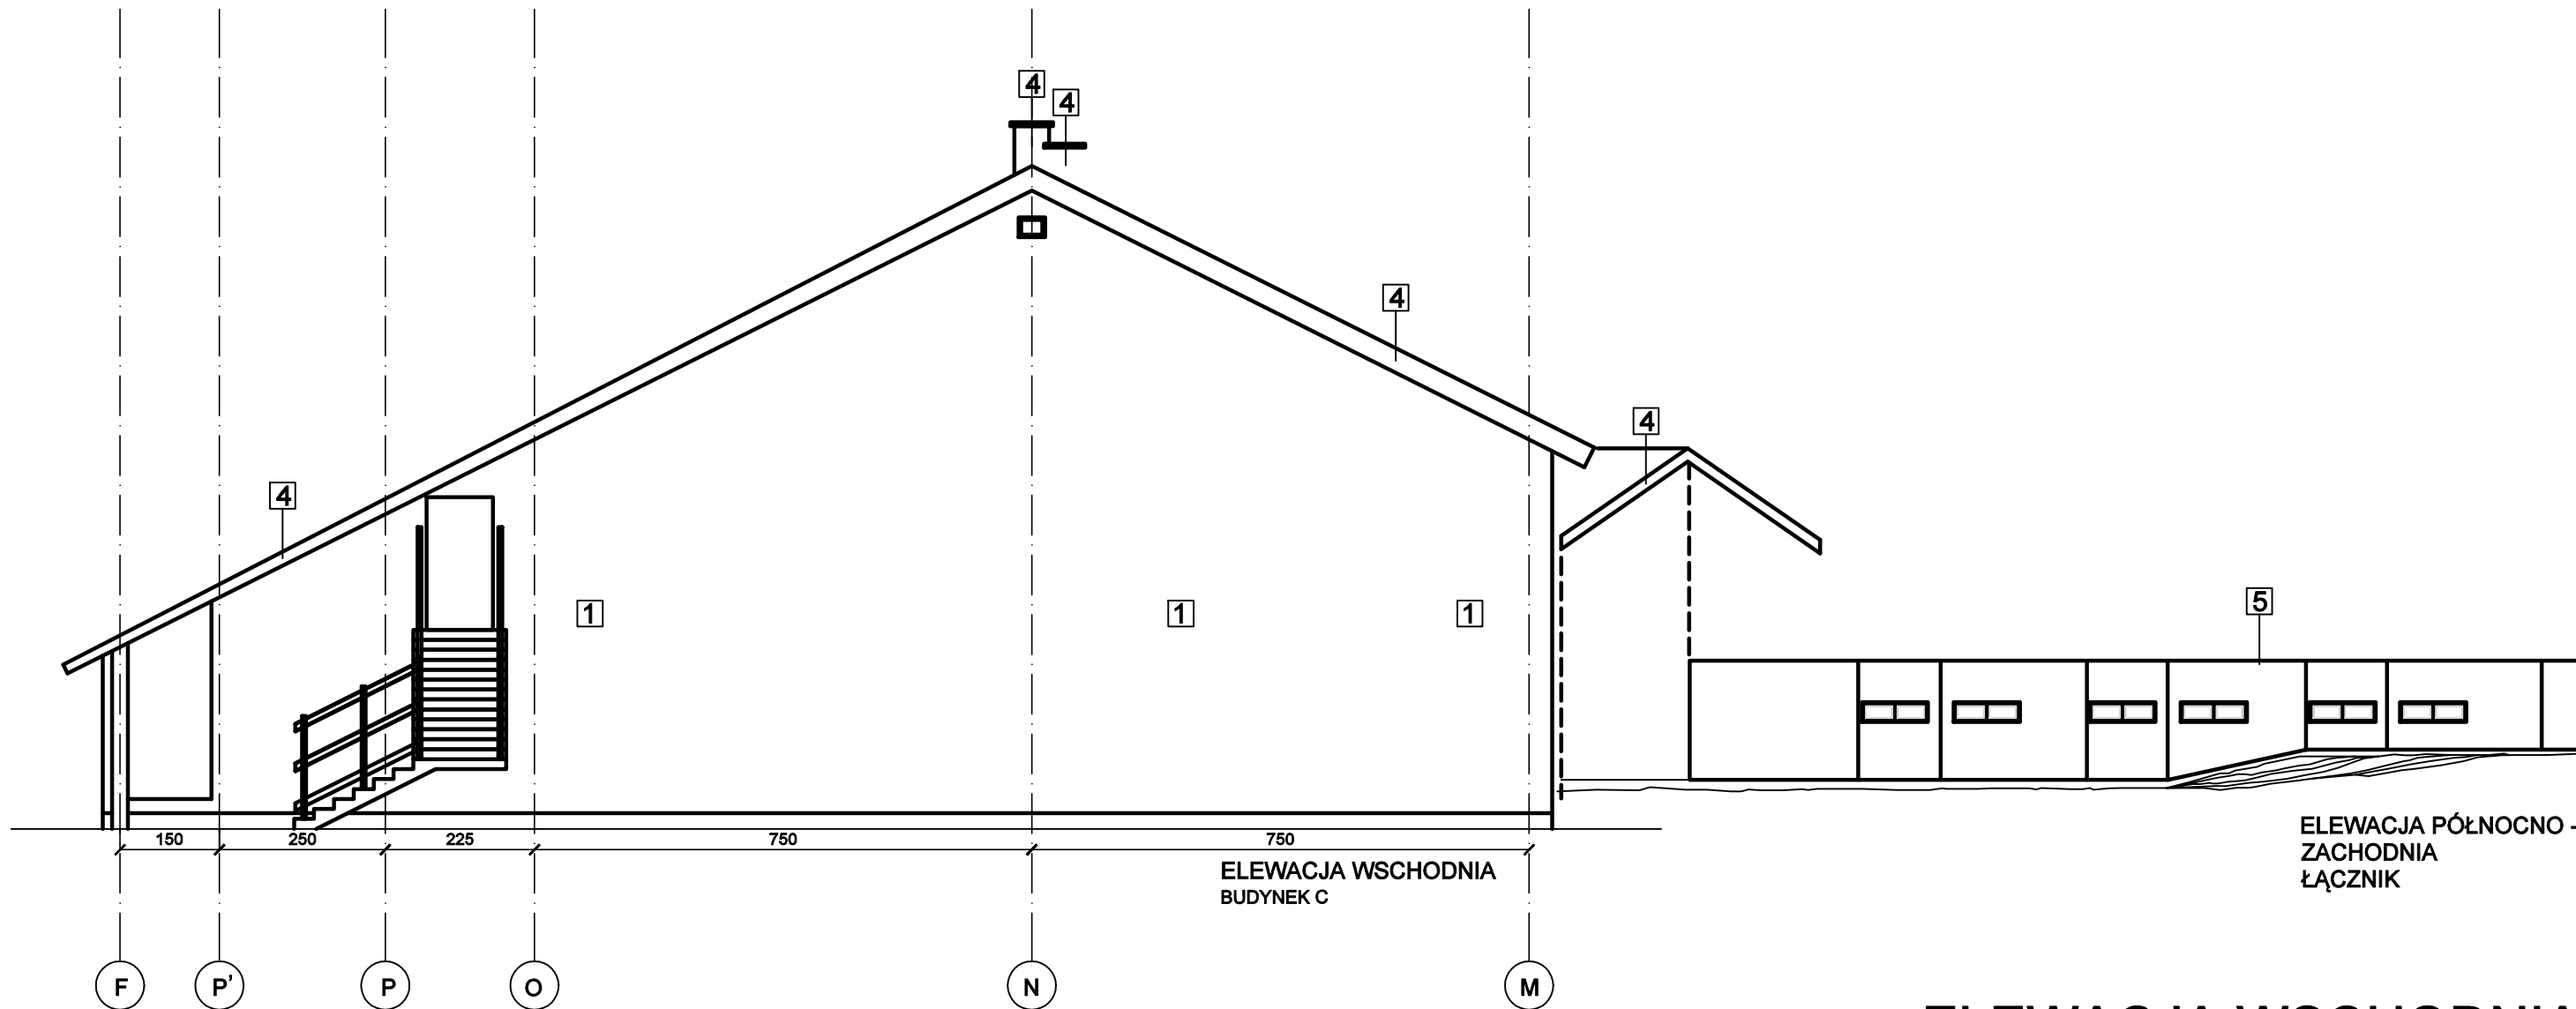 4
4
4
4
4
5
1
1
1
150
250
225
750
750
ELEWACJA WSCHODNIA
BUDYNEK C
ELEWACJA PÓŁNOCNO -
ZACHODNIA
ŁĄCZNIK
F
P'
P
O
N
M